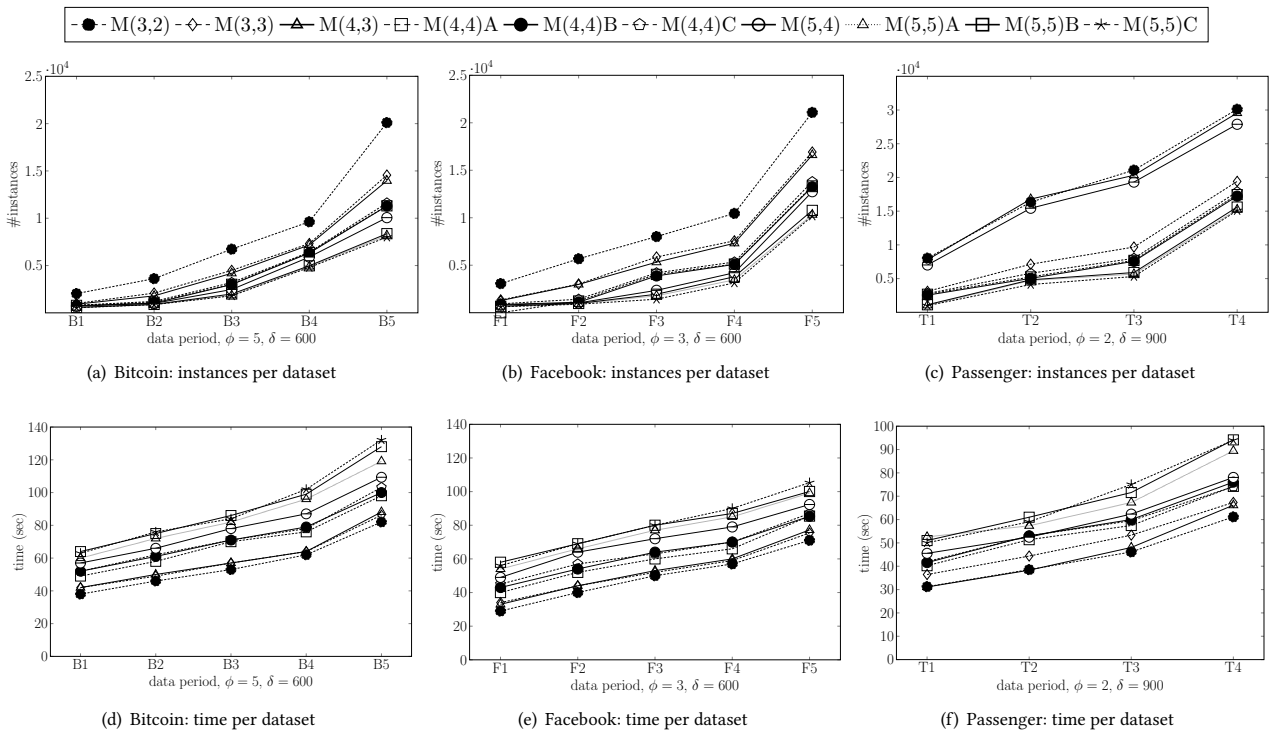 M(3,2) M(3,3) M(4,3) M(4,4)A M(4,4)B M(4,4)C M(5,4) M(5,5)A M(5,5)B M(5,5)C
·10⁴
2.5
2
1.5
1
0.5
#instances
B1 B2 B3 B4 B5
data period, ϕ = 5, δ = 600
(a) Bitcoin: instances per dataset
·10⁴
2.5
2
1.5
1
0.5
#instances
F1 F2 F3 F4 F5
data period, ϕ = 3, δ = 600
(b) Facebook: instances per dataset
·10⁴
3
2.5
2
1.5
1
0.5
#instances
T1 T2 T3 T4
data period, ϕ = 2, δ = 900
(c) Passenger: instances per dataset
140
120
100
80
60
40
20
0
time (sec)
B1 B2 B3 B4 B5
data period, ϕ = 5, δ = 600
(d) Bitcoin: time per dataset
140
120
100
80
60
40
20
0
time (sec)
F1 F2 F3 F4 F5
data period, ϕ = 3, δ = 600
(e) Facebook: time per dataset
100
90
80
70
60
50
40
30
20
10
0
time (sec)
T1 T2 T3 T4
data period, ϕ = 2, δ = 900
(f) Passenger: time per dataset